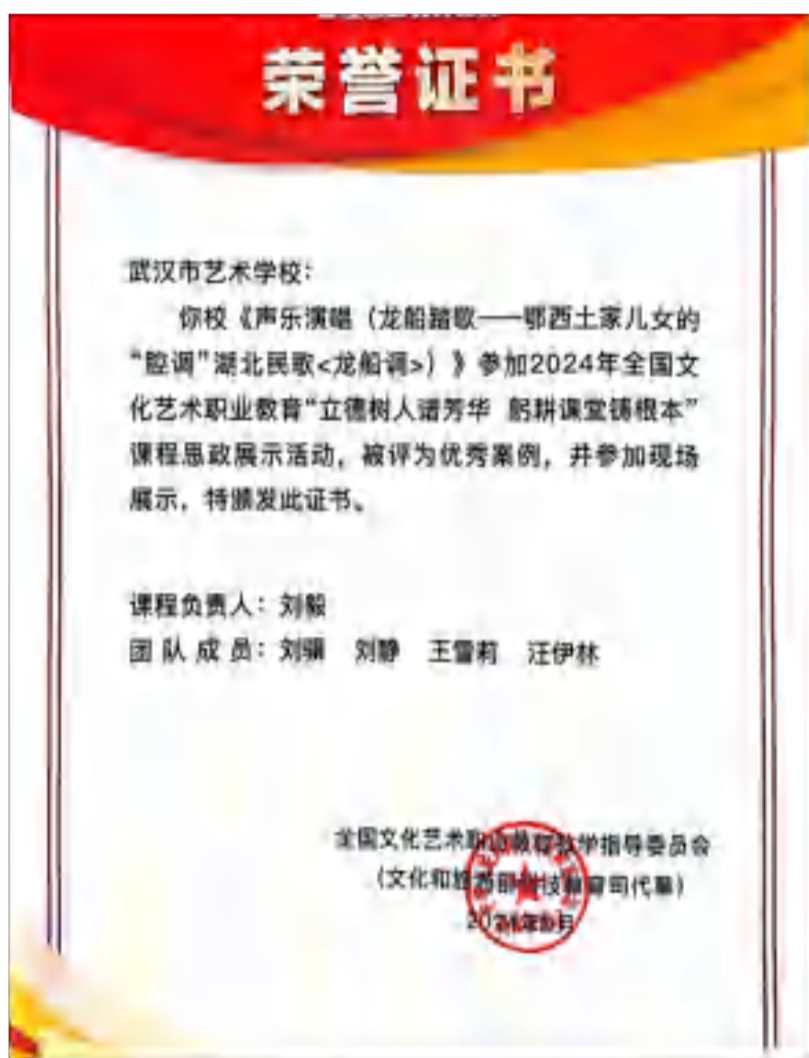 荣誉证书
武汉市艺术学校：
你校《声乐演唱（龙船踏歌——鄂西土家儿女的
“腔调”湖北民歌<龙船调>）》参加2024年全国文
化艺术职业教育“立德树人谱芳华 躬耕课堂铸根本”
课程思政展示活动，被评为优秀案例，并参加现场
展示，特颁发此证书。
课程负责人：刘毅
团队成员：刘骥 刘静 王雪莉 汪伊林
全国文化艺术职业教育教学指导委员会
（文化和旅游部科技教育司代章）